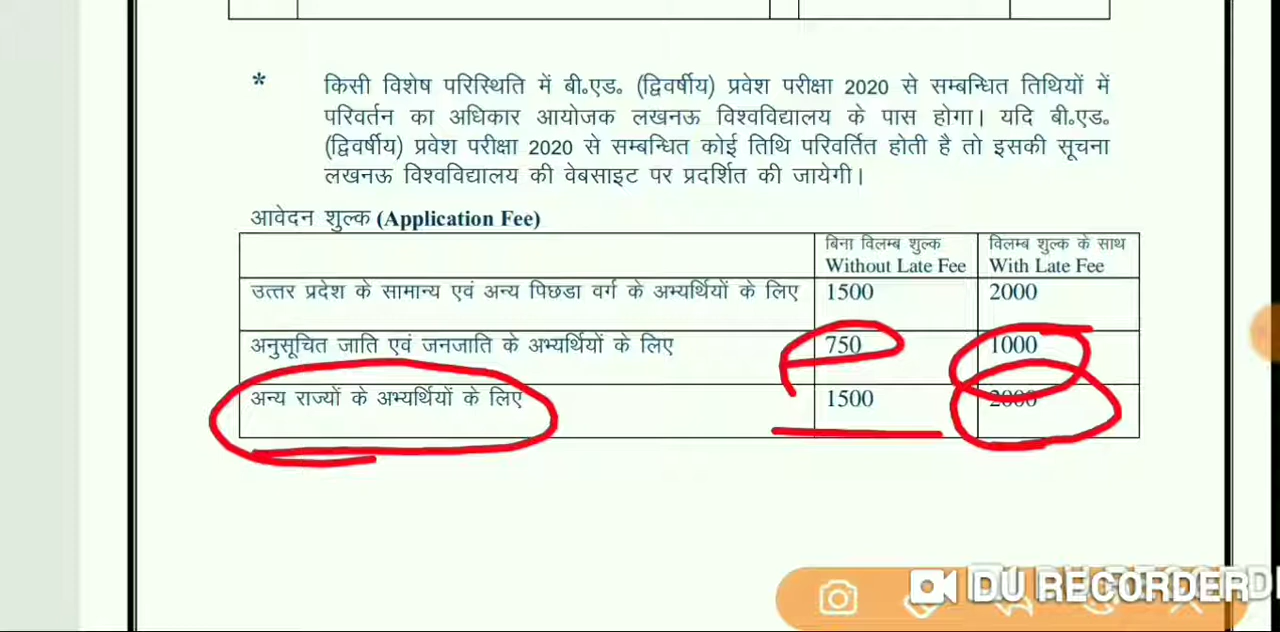 * किसी विशेष परिस्थिति में बी०एड० (द्विवर्षीय) प्रवेश परीक्षा 2020 से सम्बन्धित तिथियों में
परिवर्तन का अधिकार आयोजक लखनऊ विश्वविद्यालय के पास होगा। यदि बी०एड०
(द्विवर्षीय) प्रवेश परीक्षा 2020 से सम्बन्धित कोई तिथि परिवर्तित होती है तो इसकी सूचना
लखनऊ विश्वविद्यालय की वेबसाइट पर प्रदर्शित की जायेगी।
आवेदन शुल्क (Application Fee)
बिना विलम्ब शुल्क विलम्ब शुल्क के साथ
Without Late Fee With Late Fee
उत्तर प्रदेश के सामान्य एवं अन्य पिछडा वर्ग के अभ्यर्थियों के लिए 1500 2000
अनुसूचित जाति एवं जनजाति के अभ्यर्थियों के लिए 750 1000
अन्य राज्यों के अभ्यर्थियों के लिए 1500 2000
DU RECORDER